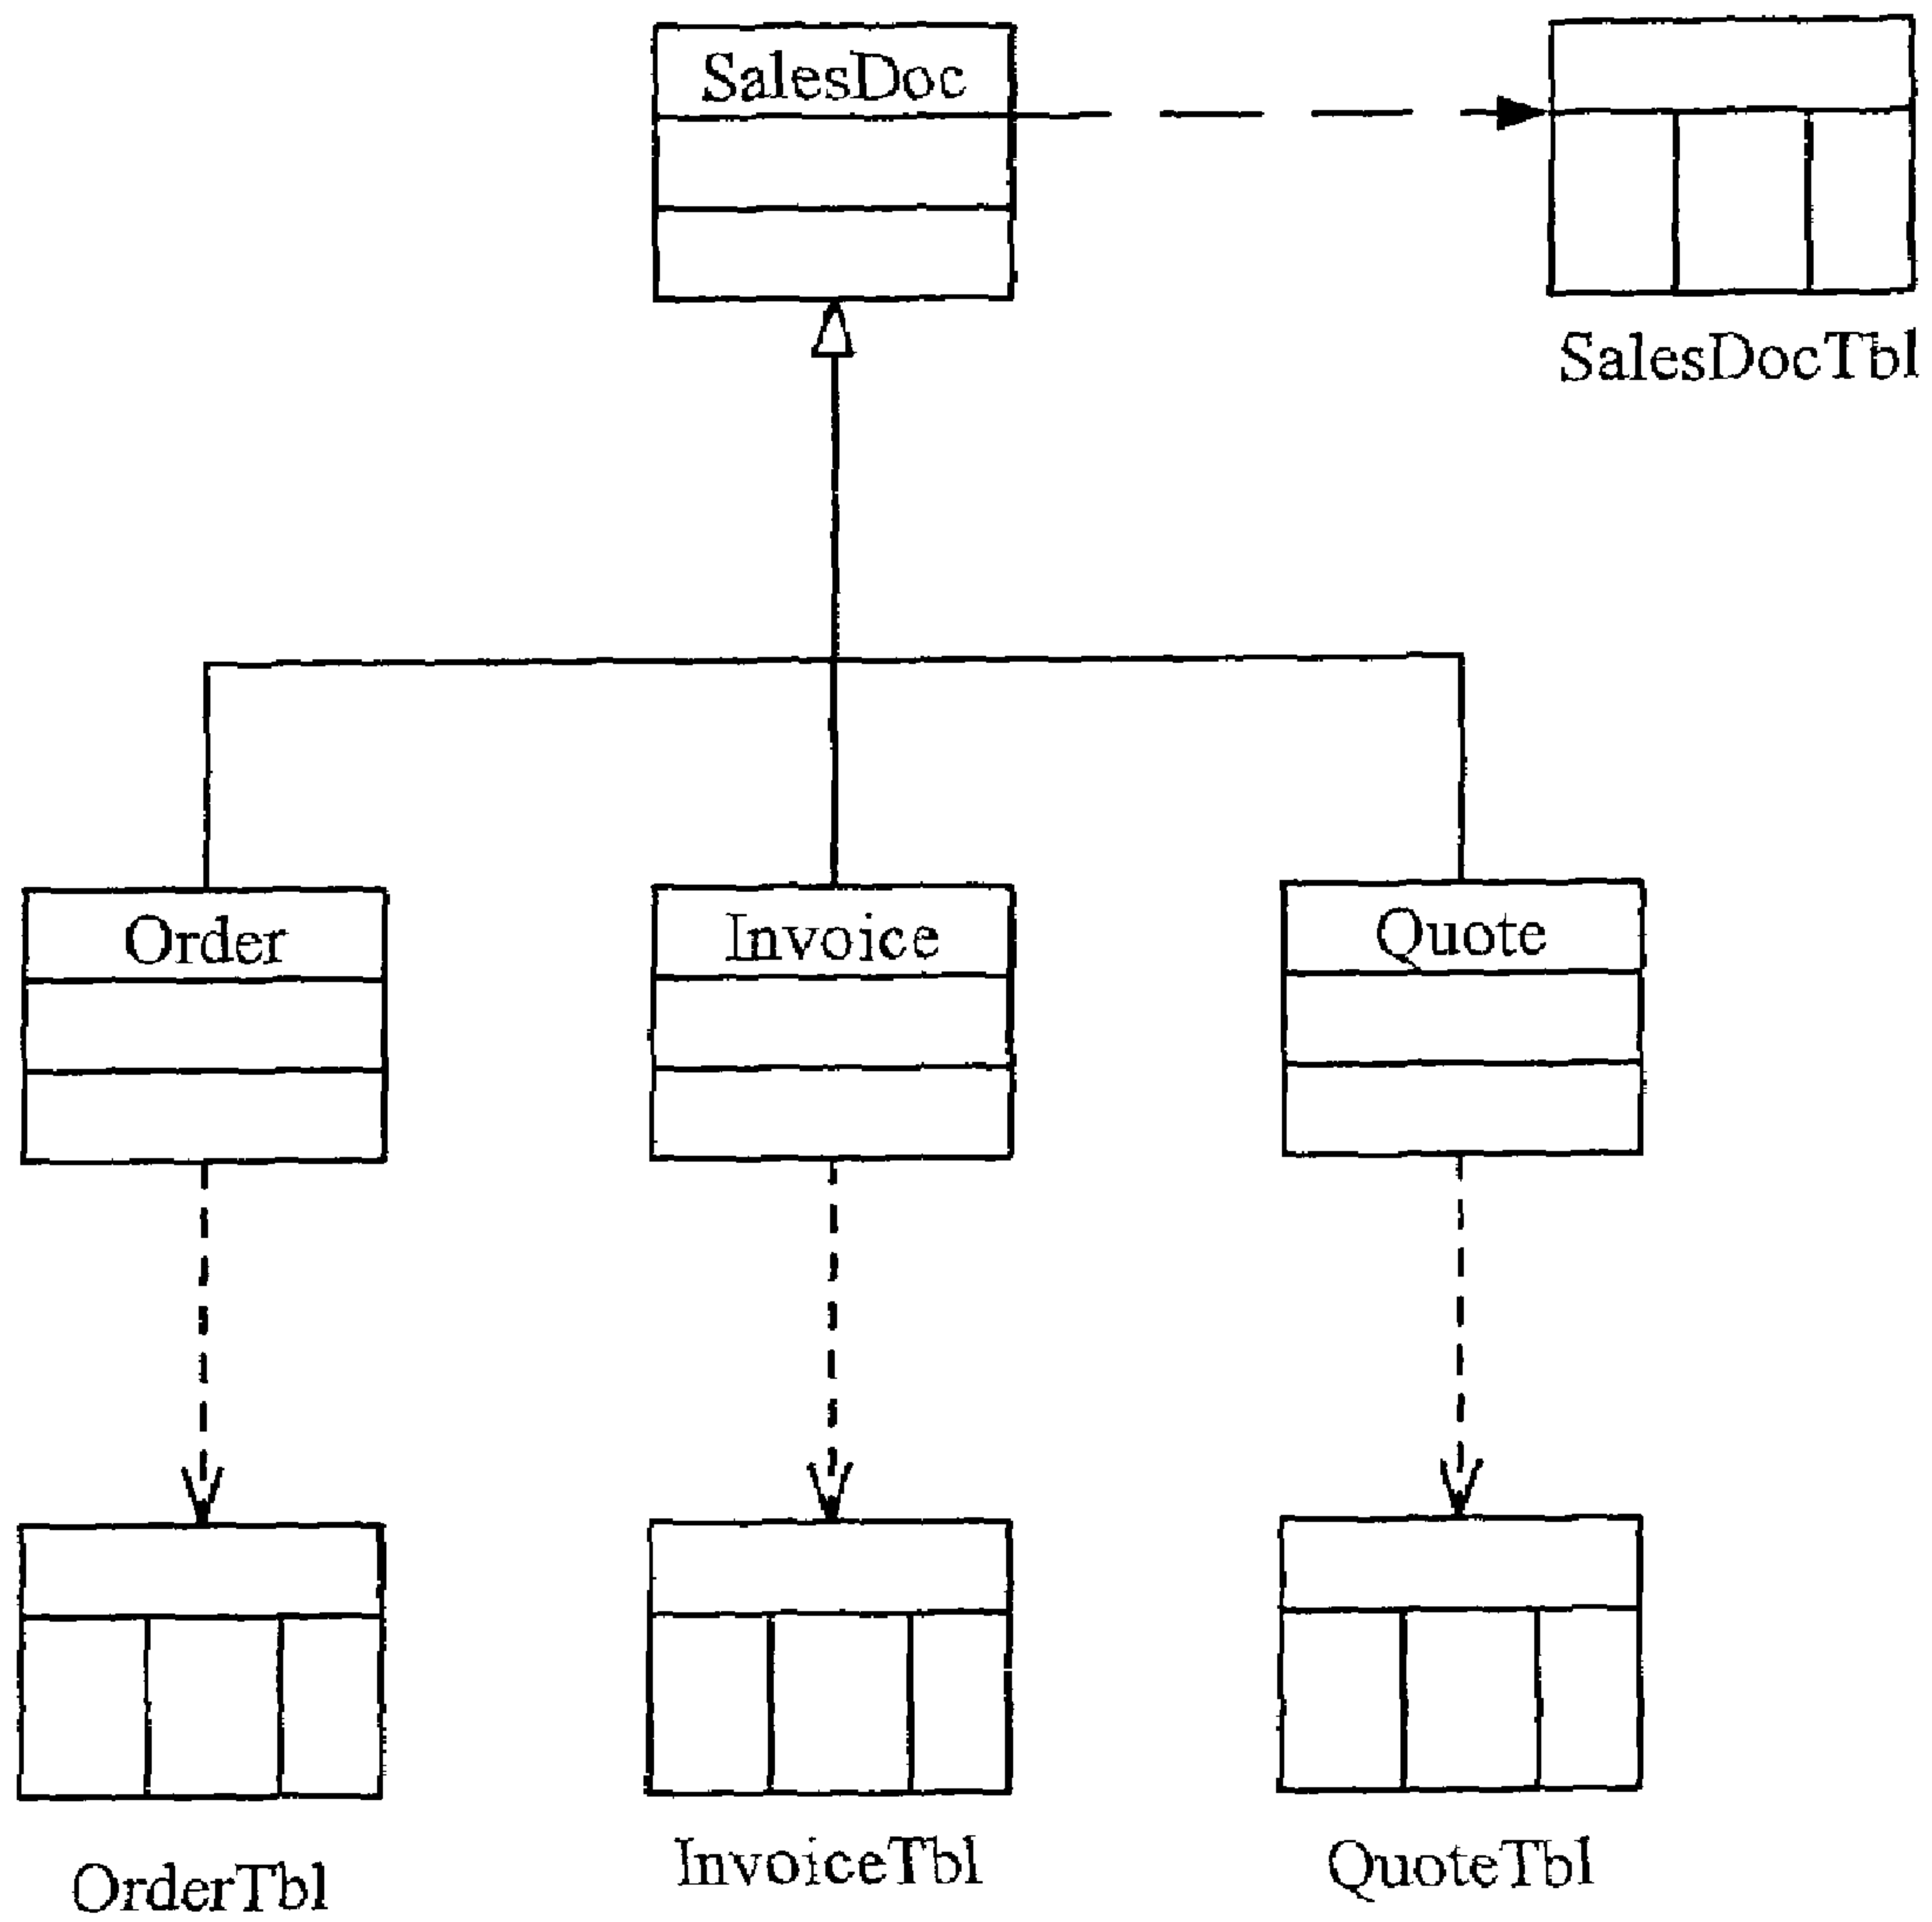 SalesDoc
SalesDocTbl
Order
Invoice
Quote
OrderTbl
InvoiceTbl
QuoteTbl